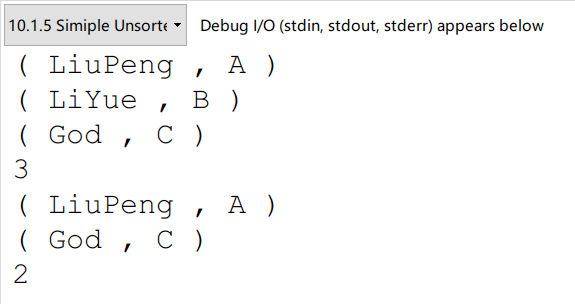 10.1.5 Simiple Unsorte
Debug I/O (stdin, stdout, stderr) appears below
( LiuPeng , A )
( LiYue , B )
( God , C )
3
( LiuPeng , A )
( God , C )
2